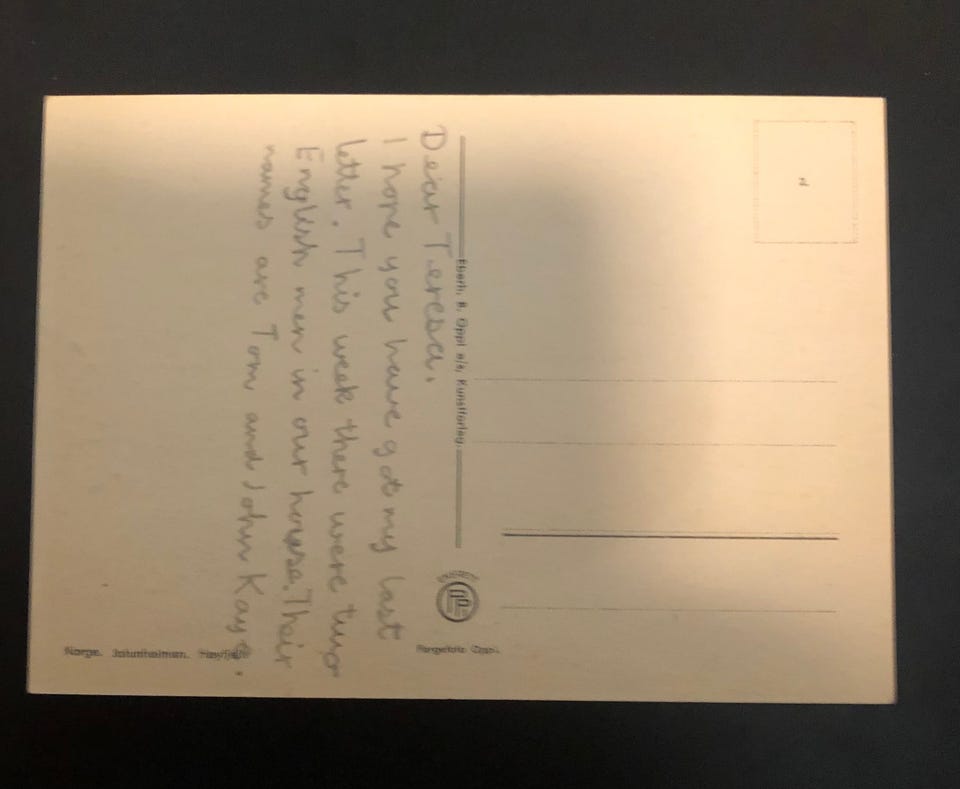 Dear Teresa.
I hope you have got my last
letter. This week there were two
English men in our house. Their
names are Tom and John Kay.
Eberh. B. Oppi a/s, Kunstforlag.
Norge. Jotunheimen.
Fargefoto Oppi.